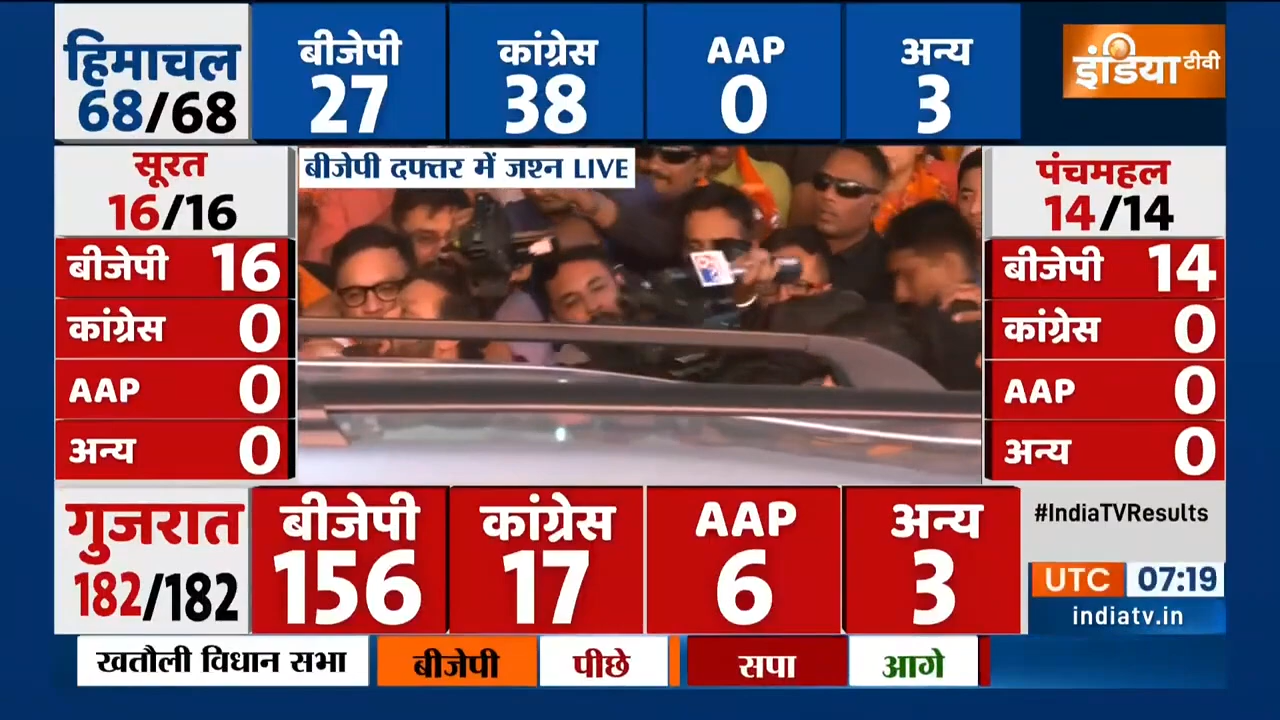 हिमाचल
68/68
बीजेपी
27
कांग्रेस
38
AAP
0
अन्य
3
इंडिया टीवी
सूरत
16/16
बीजेपी 16
कांग्रेस 0
AAP 0
अन्य 0
बीजेपी दफ्तर में जश्न LIVE
पंचमहल
14/14
बीजेपी 14
कांग्रेस 0
AAP 0
अन्य 0
गुजरात
182/182
बीजेपी
156
कांग्रेस
17
AAP
6
अन्य
3
#IndiaTVResults
UTC 07:19
indiatv.in
खतौली विधान सभा बीजेपी पीछे सपा आगे